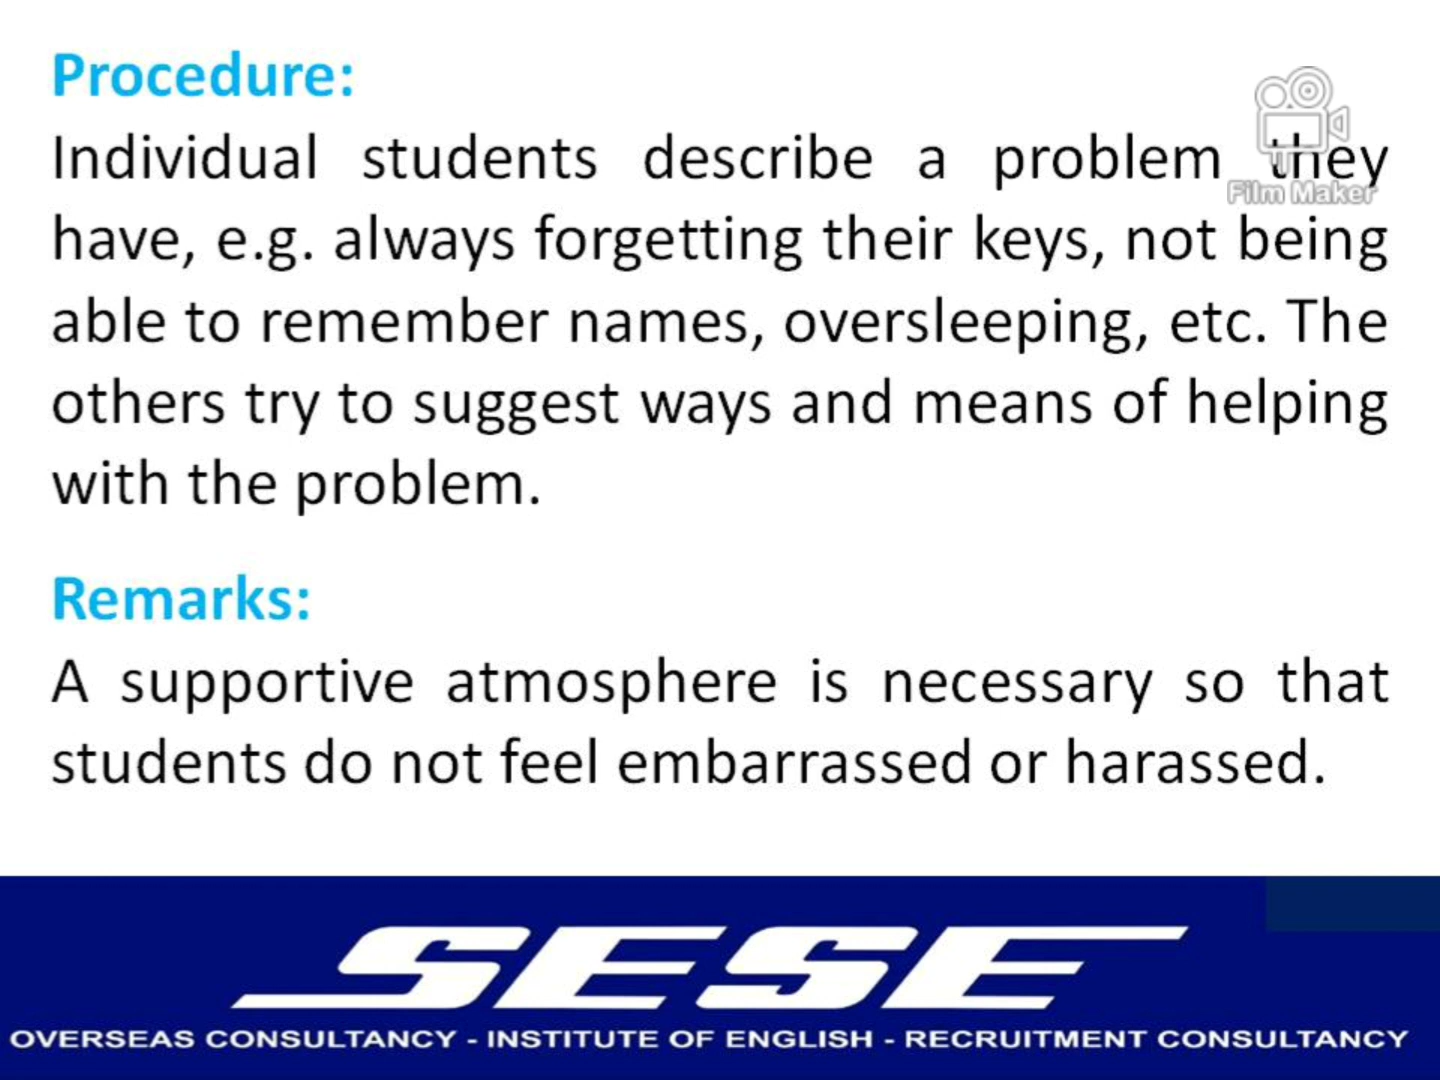 Procedure:
Individual students describe a problem they
Film Maker
have, e.g. always forgetting their keys, not being
able to remember names, oversleeping, etc. The
others try to suggest ways and means of helping
with the problem.
Remarks:
A supportive atmosphere is necessary so that
students do not feel embarrassed or harassed.
SESE
OVERSEAS CONSULTANCY - INSTITUTE OF ENGLISH - RECRUITMENT CONSULTANCY